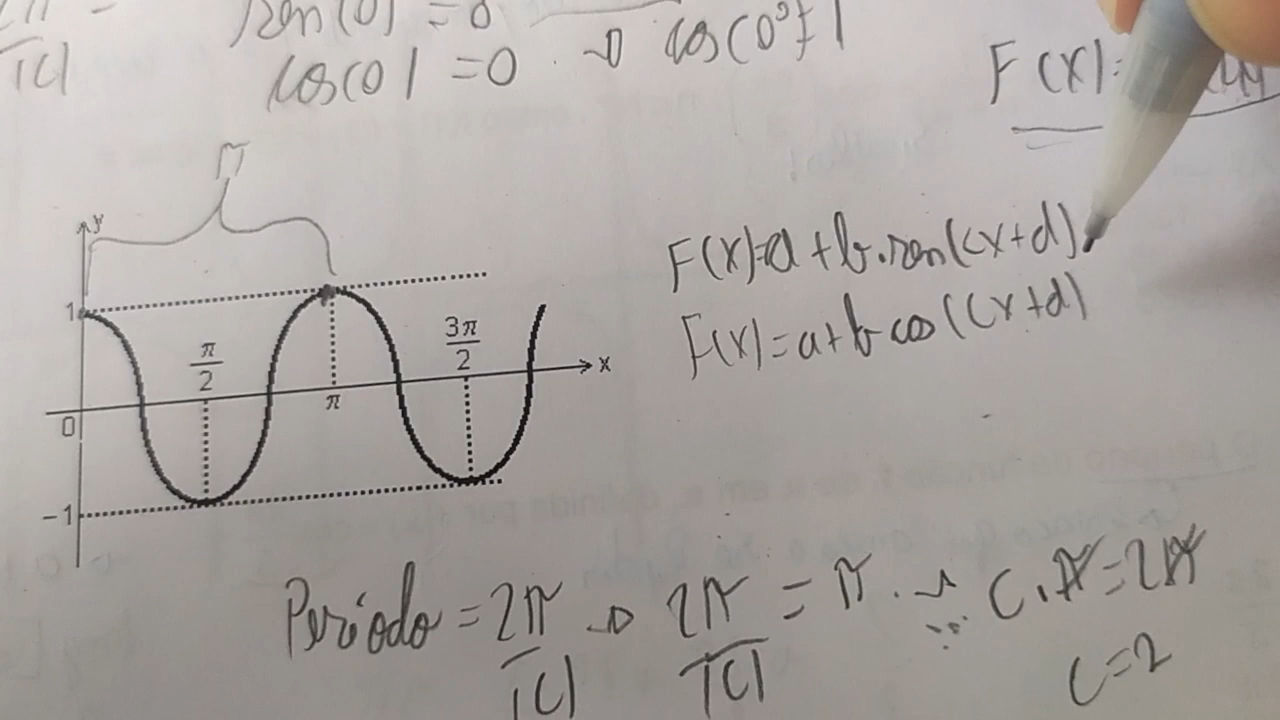 sen(0) = 0
|C|
cos(0) = 0 → cos(0°) = 1
F(x) =
π
y
1
π/2
3π/2
x
0
π
-1
F(x) = a + b.sen(cx+d)
F(x) = a + b cos(cx+d)
Período = 2π/|C| → 2π/|C| = π ∴ C.π = 2π
C = 2